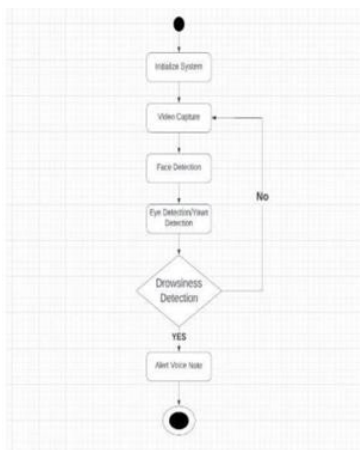 Initialize System
Video Capture
Face Detection
No
Eye Detection/Yawn
Detection
Drowsiness
Detection
YES
Alert Voice Note